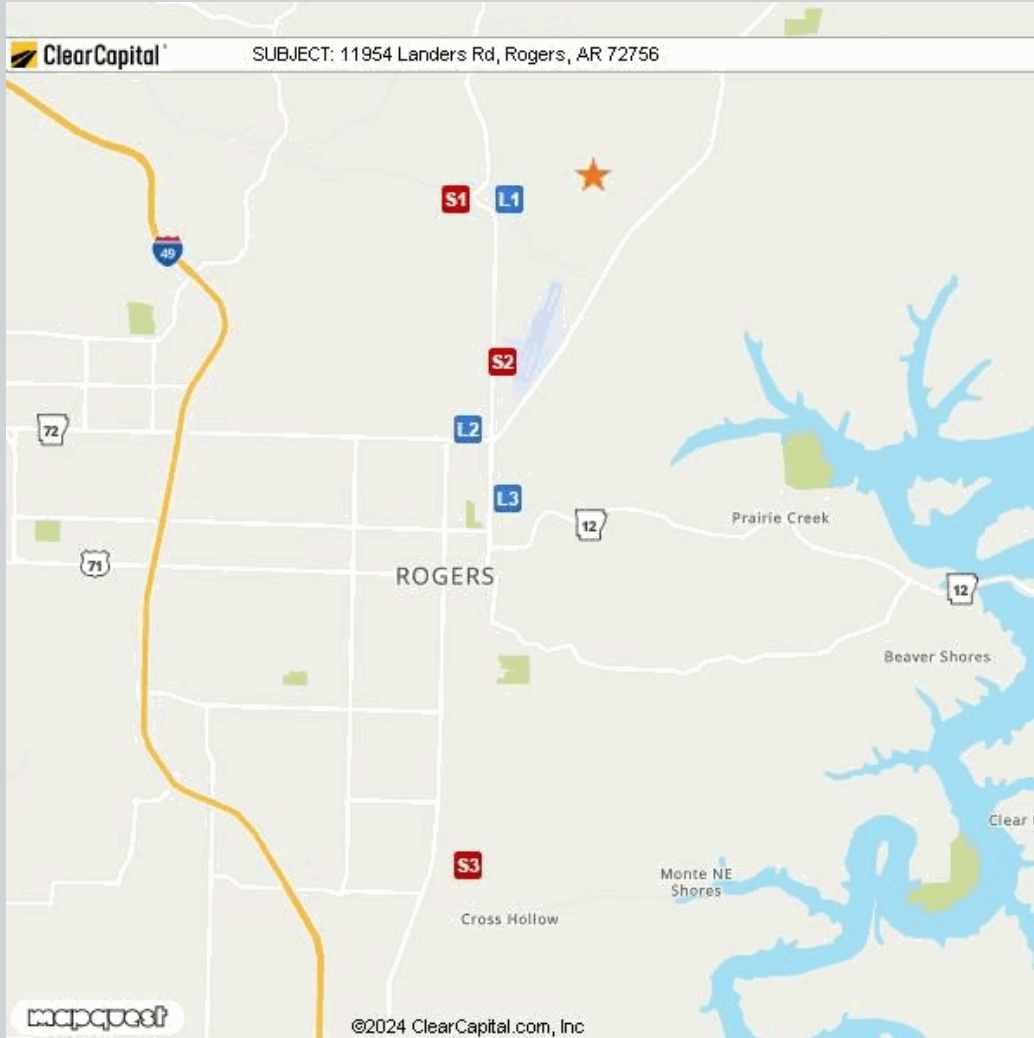 ClearCapital
SUBJECT: 11954 Landers Rd, Rogers, AR 72756
S1
L1
49
S2
72
L2
L3
12
Prairie Creek
71
ROGERS
12
Beaver Shores
Clear
S3
Monte NE
Shores
Cross Hollow
mapquest
©2024 ClearCapital.com, Inc